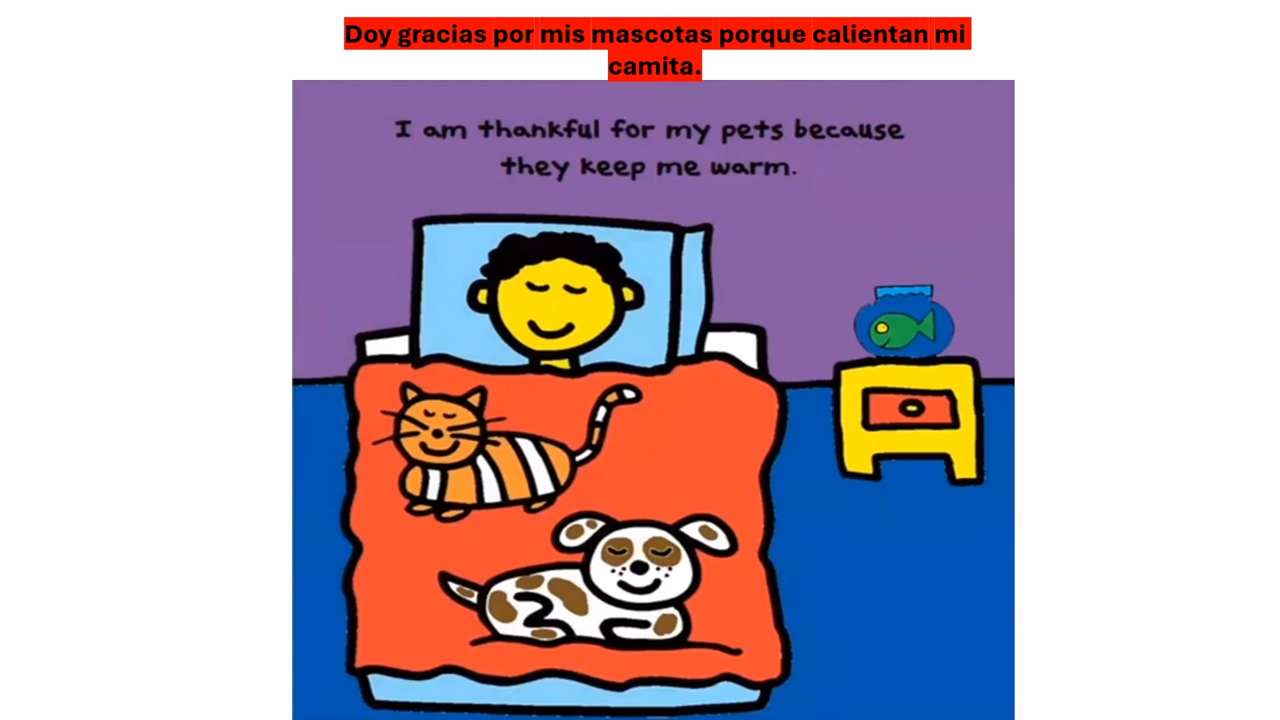 Doy gracias por mis mascotas porque calientan mi
camita.
I am thankful for my pets because
they keep me warm.